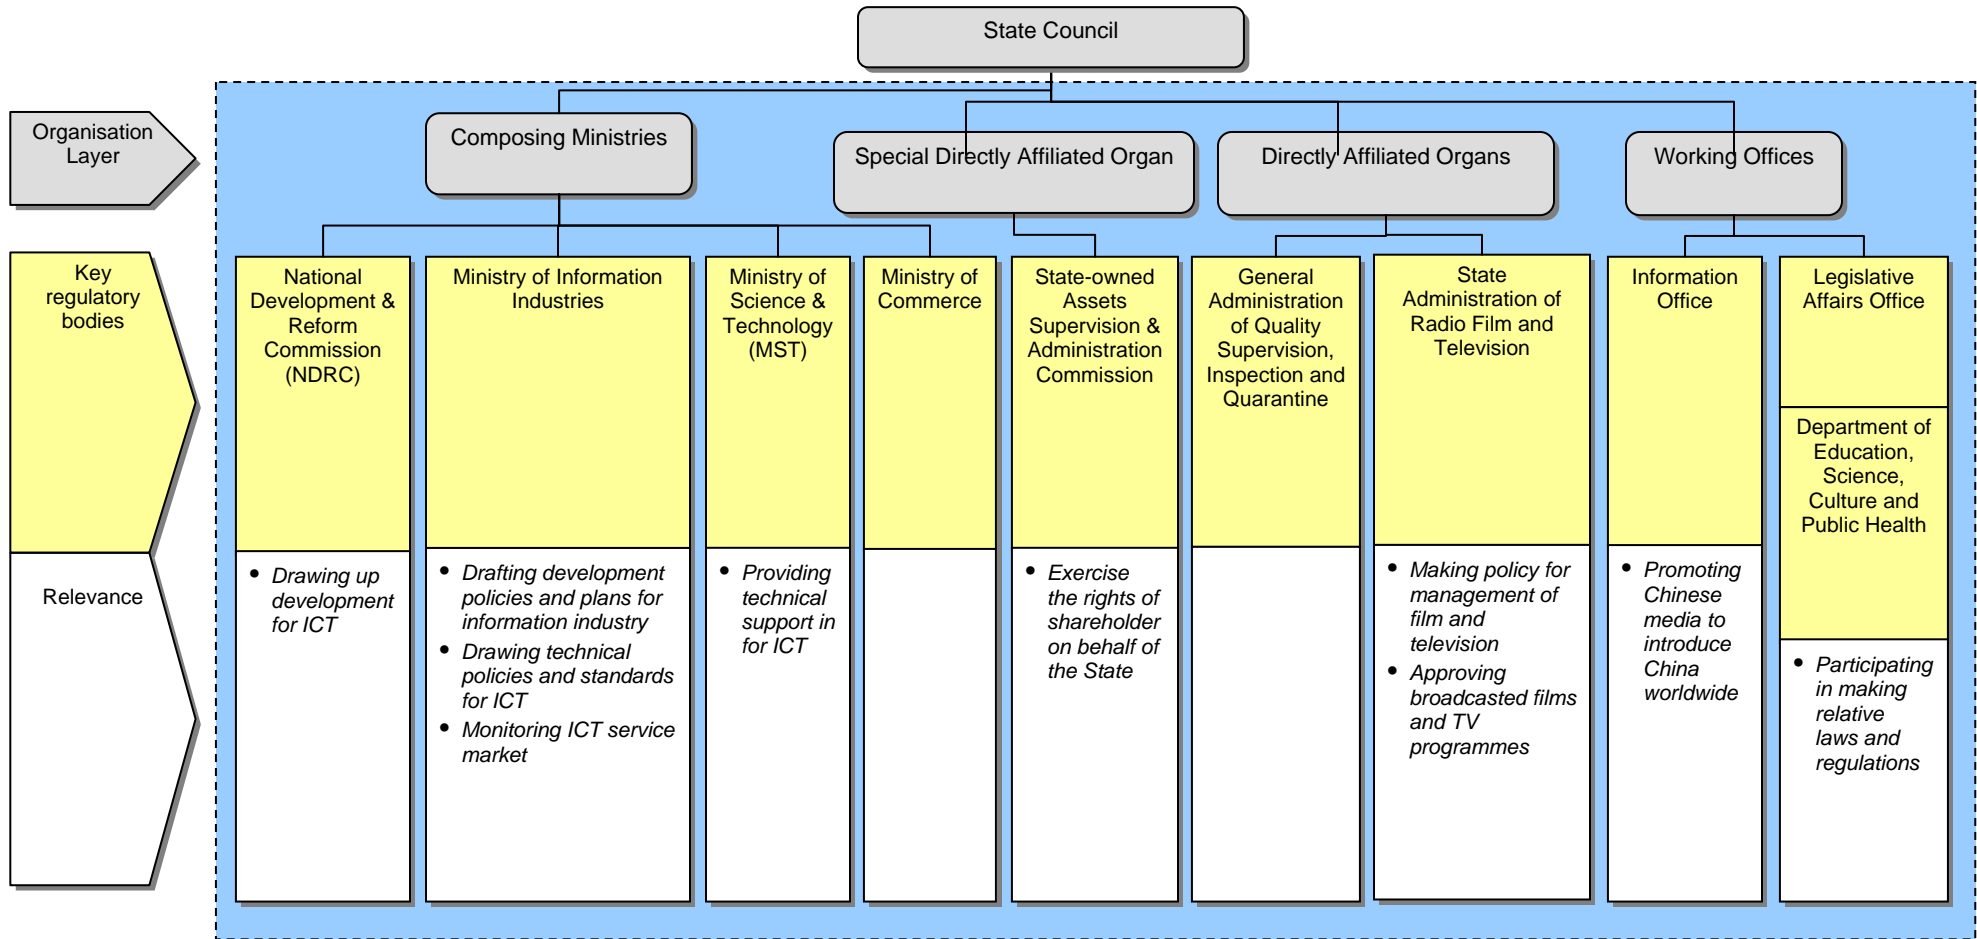 State Council
Organisation
Layer
Composing Ministries
Special Directly Affiliated Organ
Directly Affiliated Organs
Working Offices
Key
regulatory
bodies
National
Development &
Reform
Commission
(NDRC)
Ministry of Information
Industries
Ministry of
Science &
Technology
(MST)
Ministry of
Commerce
State-owned
Assets
Supervision &
Administration
Commission
General
Administration
of Quality
Supervision,
Inspection and
Quarantine
State
Administration of
Radio Film and
Television
Information
Office
Legislative
Affairs Office
Department of
Education,
Science,
Culture and
Public Health
Relevance
• Drawing up
development
for ICT
• Drafting development
policies and plans for
information industry
• Drawing technical
policies and standards
for ICT
• Monitoring ICT service
market
• Providing
technical
support in
for ICT
• Exercise
the rights of
shareholder
on behalf of
the State
• Making policy for
management of
film and
television
• Approving
broadcasted films
and TV
programmes
• Promoting
Chinese
media to
introduce
China
worldwide
• Participating
in making
relative
laws and
regulations